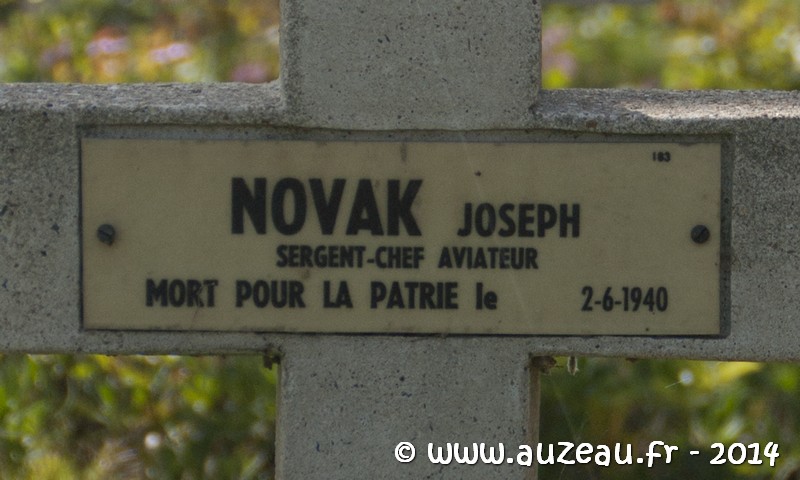 183
NOVAK JOSEPH
SERGENT-CHEF AVIATEUR
MORT POUR LA PATRIE le 2-6-1940
© www.auzeau.fr - 2014